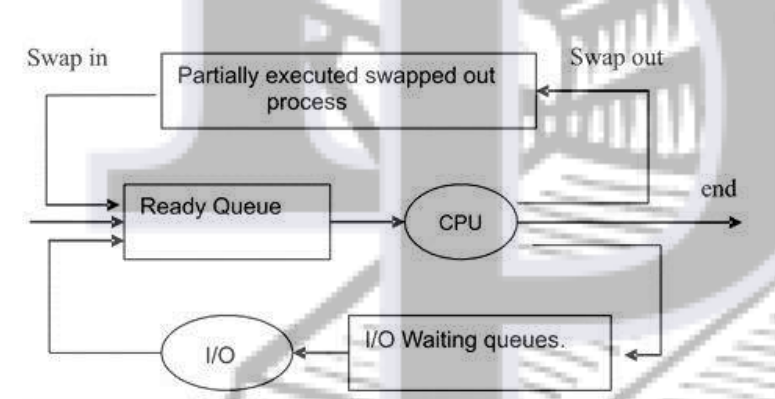 Swap in
Partially executed swapped out
process
Swap out
Ready Queue
CPU
end
I/O
I/O Waiting queues.